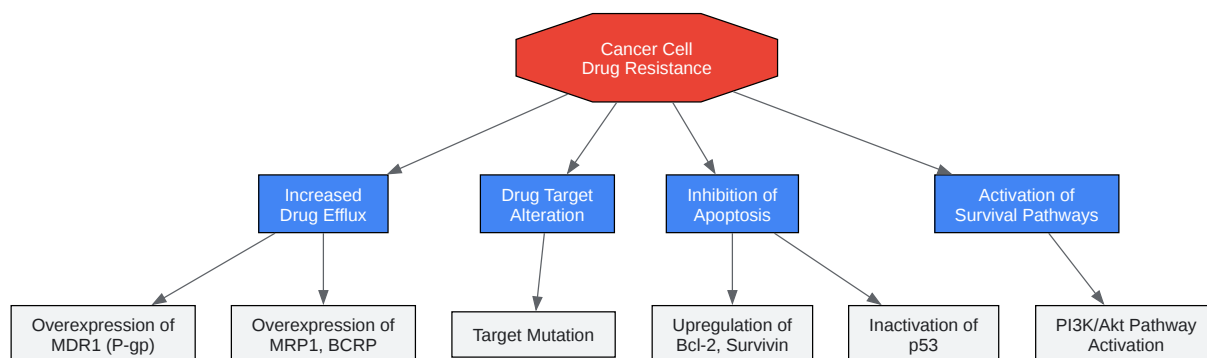 Cancer Cell
Drug Resistance
Increased
Drug Efflux
Drug Target
Alteration
Inhibition of
Apoptosis
Activation of
Survival Pathways
Overexpression of
MDR1 (P-gp)
Overexpression of
MRP1, BCRP
Target Mutation
Upregulation of
Bcl-2, Survivin
Inactivation of
p53
PI3K/Akt Pathway
Activation